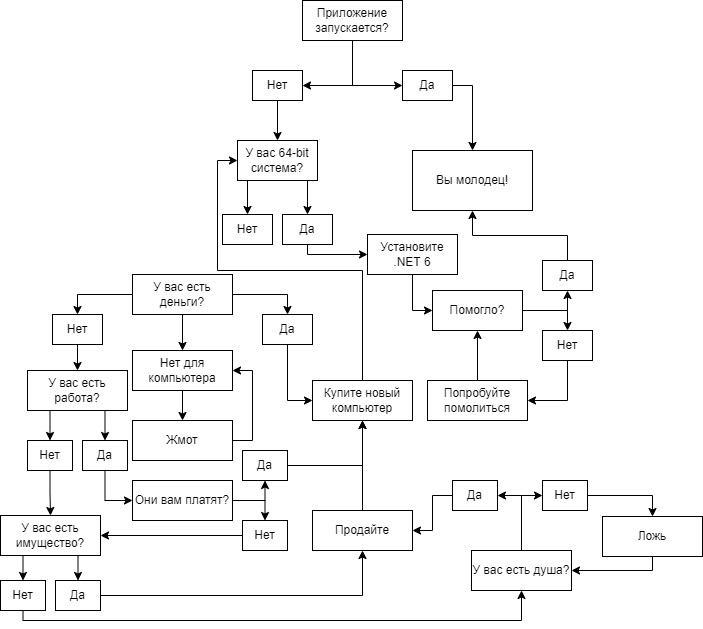 Приложение
запускается?
Нет
Да
У вас 64-bit
система?
Вы молодец!
Нет
Да
Установите
.NET 6
Да
У вас есть
деньги?
Помогло?
Нет
Да
Нет
Нет для
компьютера
У вас есть
работа?
Купите новый
компьютер
Попробуйте
помолиться
Жмот
Нет
Да
Да
Они вам платят?
Да
Нет
У вас есть
имущество?
Нет
Продайте
Ложь
У вас есть душа?
Нет
Да